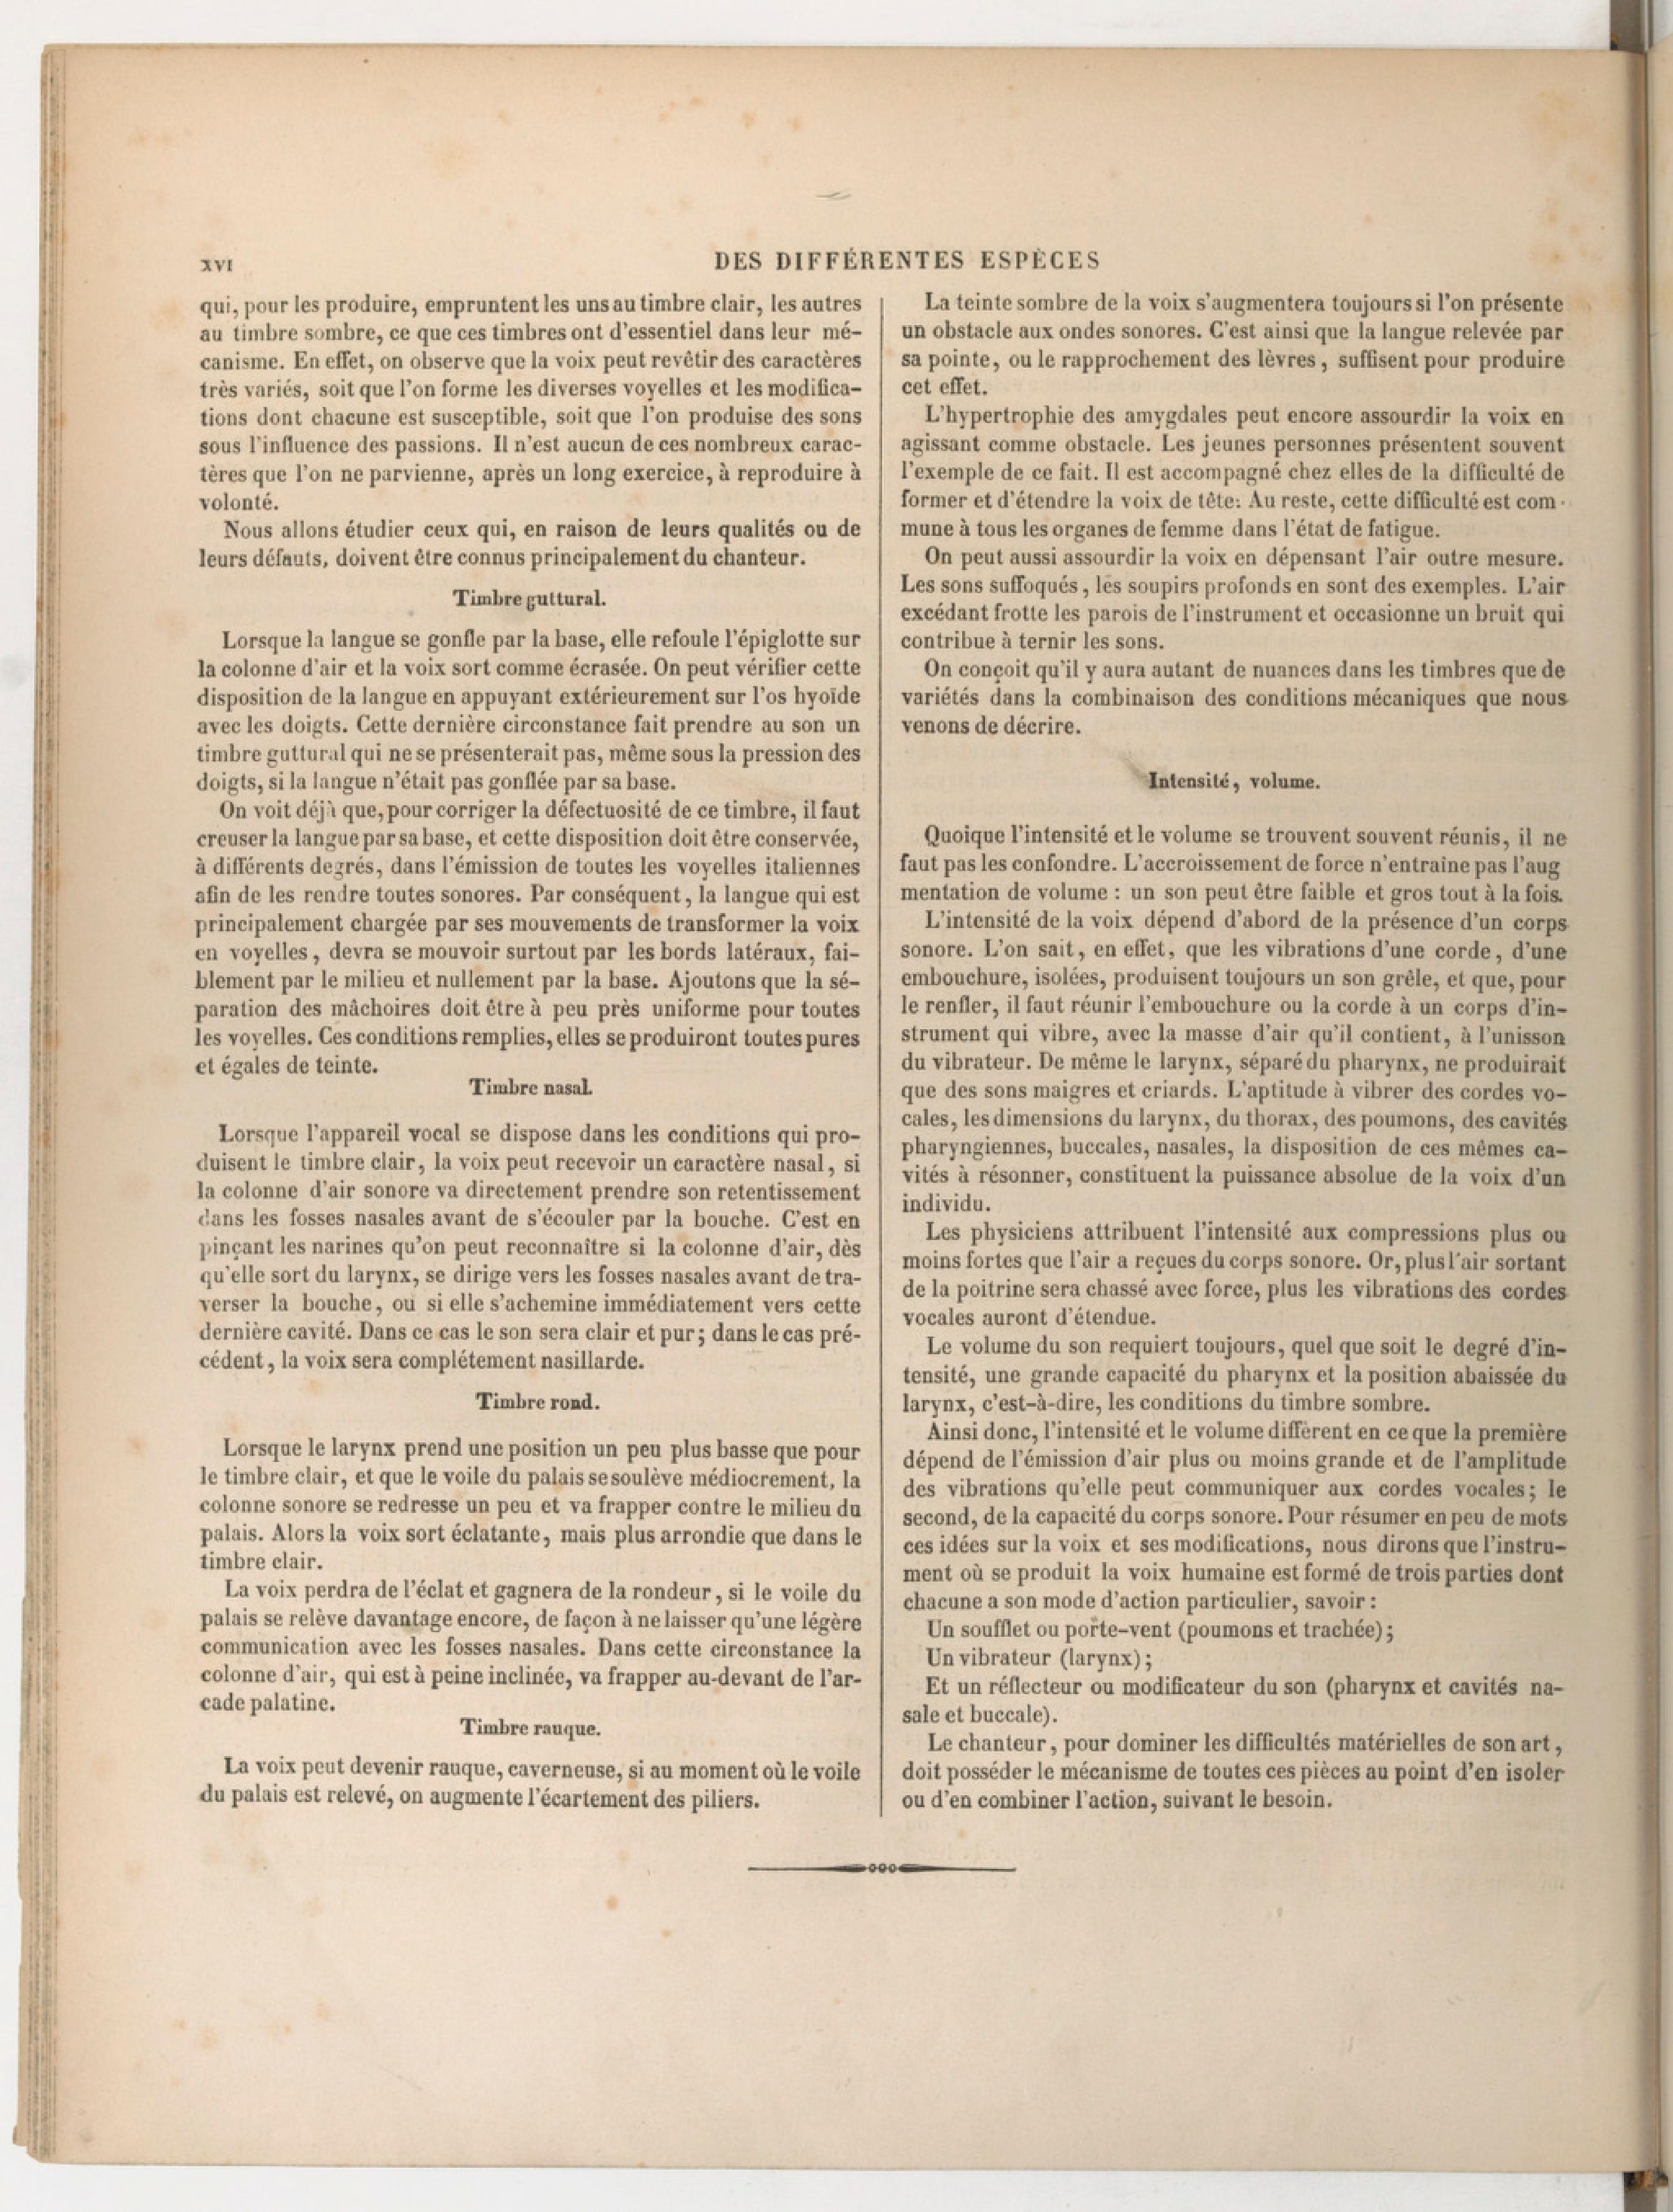 XVI
DES DIFFÉRENTES ESPÈCES
qui, pour les produire, empruntent les uns au timbre clair, les autres
au timbre sombre, ce que ces timbres ont d'essentiel dans leur mé-
canisme. En effet, on observe que la voix peut revêtir des caractères
très variés, soit que l'on forme les diverses voyelles et les modifica-
tions dont chacune est susceptible, soit que l'on produise des sons
sous l'influence des passions. Il n'est aucun de ces nombreux carac-
tères que l'on ne parvienne, après un long exercice, à reproduire à
volonté.
Nous allons étudier ceux qui, en raison de leurs qualités ou de
leurs défauts, doivent être connus principalement du chanteur.
Timbre guttural.
Lorsque la langue se gonfle par la base, elle refoule l'épiglotte sur
la colonne d'air et la voix sort comme écrasée. On peut vérifier cette
disposition de la langue en appuyant extérieurement sur l'os hyoïde
avec les doigts. Cette dernière circonstance fait prendre au son un
timbre guttural qui ne se présenterait pas, même sous la pression des
doigts, si la langue n'était pas gonflée par sa base.
On voit déjà que, pour corriger la défectuosité de ce timbre, il faut
creuser la langue par sa base, et cette disposition doit être conservée,
à différents degrés, dans l'émission de toutes les voyelles italiennes
afin de les rendre toutes sonores. Par conséquent, la langue qui est
principalement chargée par ses mouvements de transformer la voix
en voyelles, devra se mouvoir surtout par les bords latéraux, fai-
blement par le milieu et nullement par la base. Ajoutons que la sé-
paration des mâchoires doit être à peu près uniforme pour toutes
les voyelles. Ces conditions remplies, elles se produiront toutes pures
et égales de teinte.
Timbre nasal.
Lorsque l'appareil vocal se dispose dans les conditions qui pro-
duisent le timbre clair, la voix peut recevoir un caractère nasal, si
la colonne d'air sonore va directement prendre son retentissement
dans les fosses nasales avant de s'écouler par la bouche. C'est en
pinçant les narines qu'on peut reconnaître si la colonne d'air, dès
qu'elle sort du larynx, se dirige vers les fosses nasales avant de tra-
verser la bouche, ou si elle s'achemine immédiatement vers cette
dernière cavité. Dans ce cas le son sera clair et pur; dans le cas pré-
cédent, la voix sera complétement nasillarde.
Timbre rond.
Lorsque le larynx prend une position un peu plus basse que pour
le timbre clair, et que le voile du palais se soulève médiocrement, la
colonne sonore se redresse un peu et va frapper contre le milieu du
palais. Alors la voix sort éclatante, mais plus arrondie que dans le
timbre clair.
La voix perdra de l'éclat et gagnera de la rondeur, si le voile du
palais se relève davantage encore, de façon à ne laisser qu'une légère
communication avec les fosses nasales. Dans cette circonstance la
colonne d'air, qui est à peine inclinée, va frapper au-devant de l'ar-
cade palatine.
Timbre rauque.
La voix peut devenir rauque, caverneuse, si au moment où le voile
du palais est relevé, on augmente l'écartement des piliers.
La teinte sombre de la voix s'augmentera toujours si l'on présente
un obstacle aux ondes sonores. C'est ainsi que la langue relevée par
sa pointe, ou le rapprochement des lèvres, suffisent pour produire
cet effet.
L'hypertrophie des amygdales peut encore assourdir la voix en
agissant comme obstacle. Les jeunes personnes présentent souvent
l'exemple de ce fait. Il est accompagné chez elles de la difficulté de
former et d'étendre la voix de tête: Au reste, cette difficulté est com-
mune à tous les organes de femme dans l'état de fatigue.
On peut aussi assourdir la voix en dépensant l'air outre mesure.
Les sons suffoqués, les soupirs profonds en sont des exemples. L'air
excédant frotte les parois de l'instrument et occasionne un bruit qui
contribue à ternir les sons.
On conçoit qu'il y aura autant de nuances dans les timbres que de
variétés dans la combinaison des conditions mécaniques que nous
venons de décrire.
Intensité, volume.
Quoique l'intensité et le volume se trouvent souvent réunis, il ne
faut pas les confondre. L'accroissement de force n'entraîne pas l'aug
mentation de volume : un son peut être faible et gros tout à la fois.
L'intensité de la voix dépend d'abord de la présence d'un corps
sonore. L'on sait, en effet, que les vibrations d'une corde, d'une
embouchure, isolées, produisent toujours un son grêle, et que, pour
le renfler, il faut réunir l'embouchure ou la corde à un corps d'in-
strument qui vibre, avec la masse d'air qu'il contient, à l'unisson
du vibrateur. De même le larynx, séparé du pharynx, ne produirait
que des sons maigres et criards. L'aptitude à vibrer des cordes vo-
cales, les dimensions du larynx, du thorax, des poumons, des cavités
pharyngiennes, buccales, nasales, la disposition de ces mêmes ca-
vités à résonner, constituent la puissance absolue de la voix d'un
individu.
Les physiciens attribuent l'intensité aux compressions plus ou
moins fortes que l'air a reçues du corps sonore. Or, plus l'air sortant
de la poitrine sera chassé avec force, plus les vibrations des cordes
vocales auront d'étendue.
Le volume du son requiert toujours, quel que soit le degré d'in-
tensité, une grande capacité du pharynx et la position abaissée du
larynx, c'est-à-dire, les conditions du timbre sombre.
Ainsi donc, l'intensité et le volume diffèrent en ce que la première
dépend de l'émission d'air plus ou moins grande et de l'amplitude
des vibrations qu'elle peut communiquer aux cordes vocales; le
second, de la capacité du corps sonore. Pour résumer en peu de mots
ces idées sur la voix et ses modifications, nous dirons que l'instru-
ment où se produit la voix humaine est formé de trois parties dont
chacune a son mode d'action particulier, savoir :
Un soufflet ou porte-vent (poumons et trachée);
Un vibrateur (larynx);
Et un réflecteur ou modificateur du son (pharynx et cavités na-
sale et buccale).
Le chanteur, pour dominer les difficultés matérielles de son art,
doit posséder le mécanisme de toutes ces pièces au point d'en isoler
ou d'en combiner l'action, suivant le besoin.